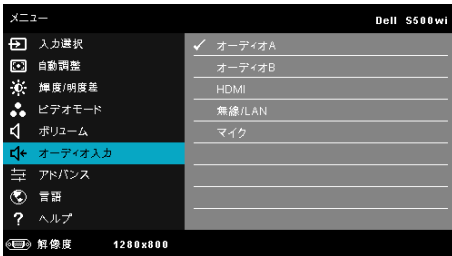 メニュー
Dell S500wi
入力選択
自動調整
輝度/明度差
ビデオモード
ボリューム
オーディオ入力
アドバンス
言語
? ヘルプ
✓ オーディオA
オーディオB
HDMI
無線/LAN
マイク
解像度 1280x800